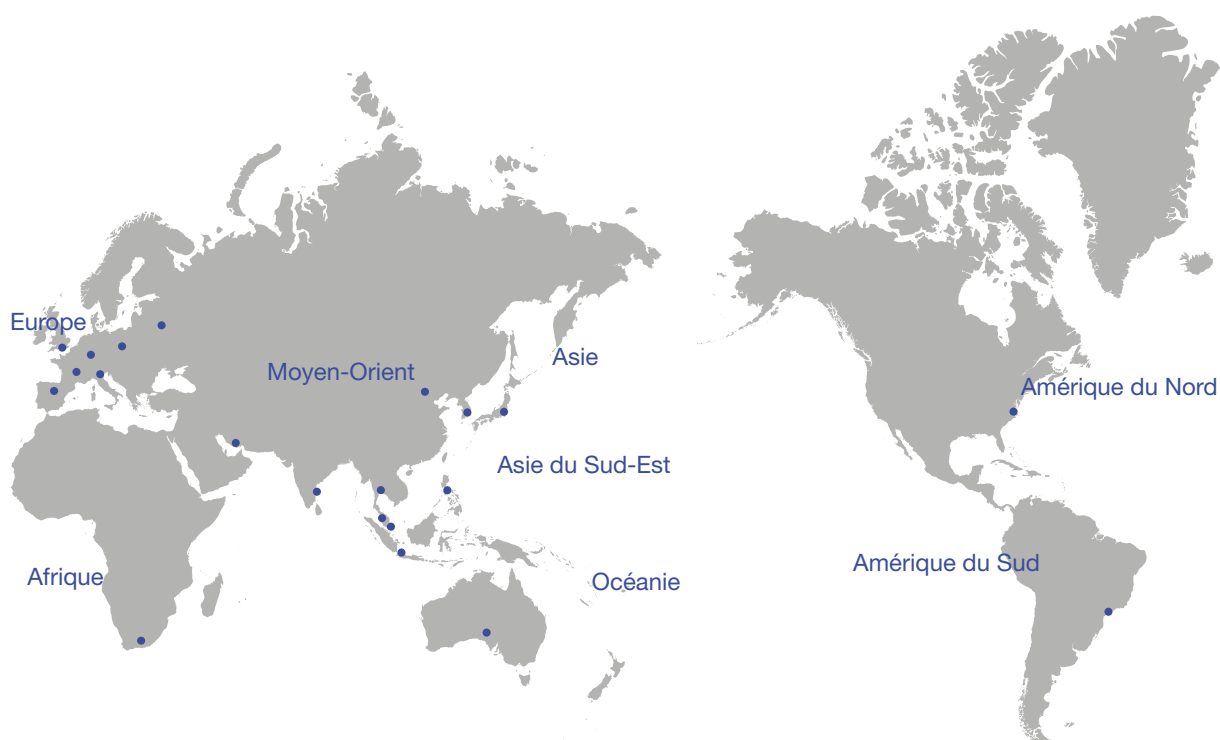 Europe
Asie
Moyen-Orient
Amérique du Nord
Asie du Sud-Est
Amérique du Sud
Afrique
Océanie